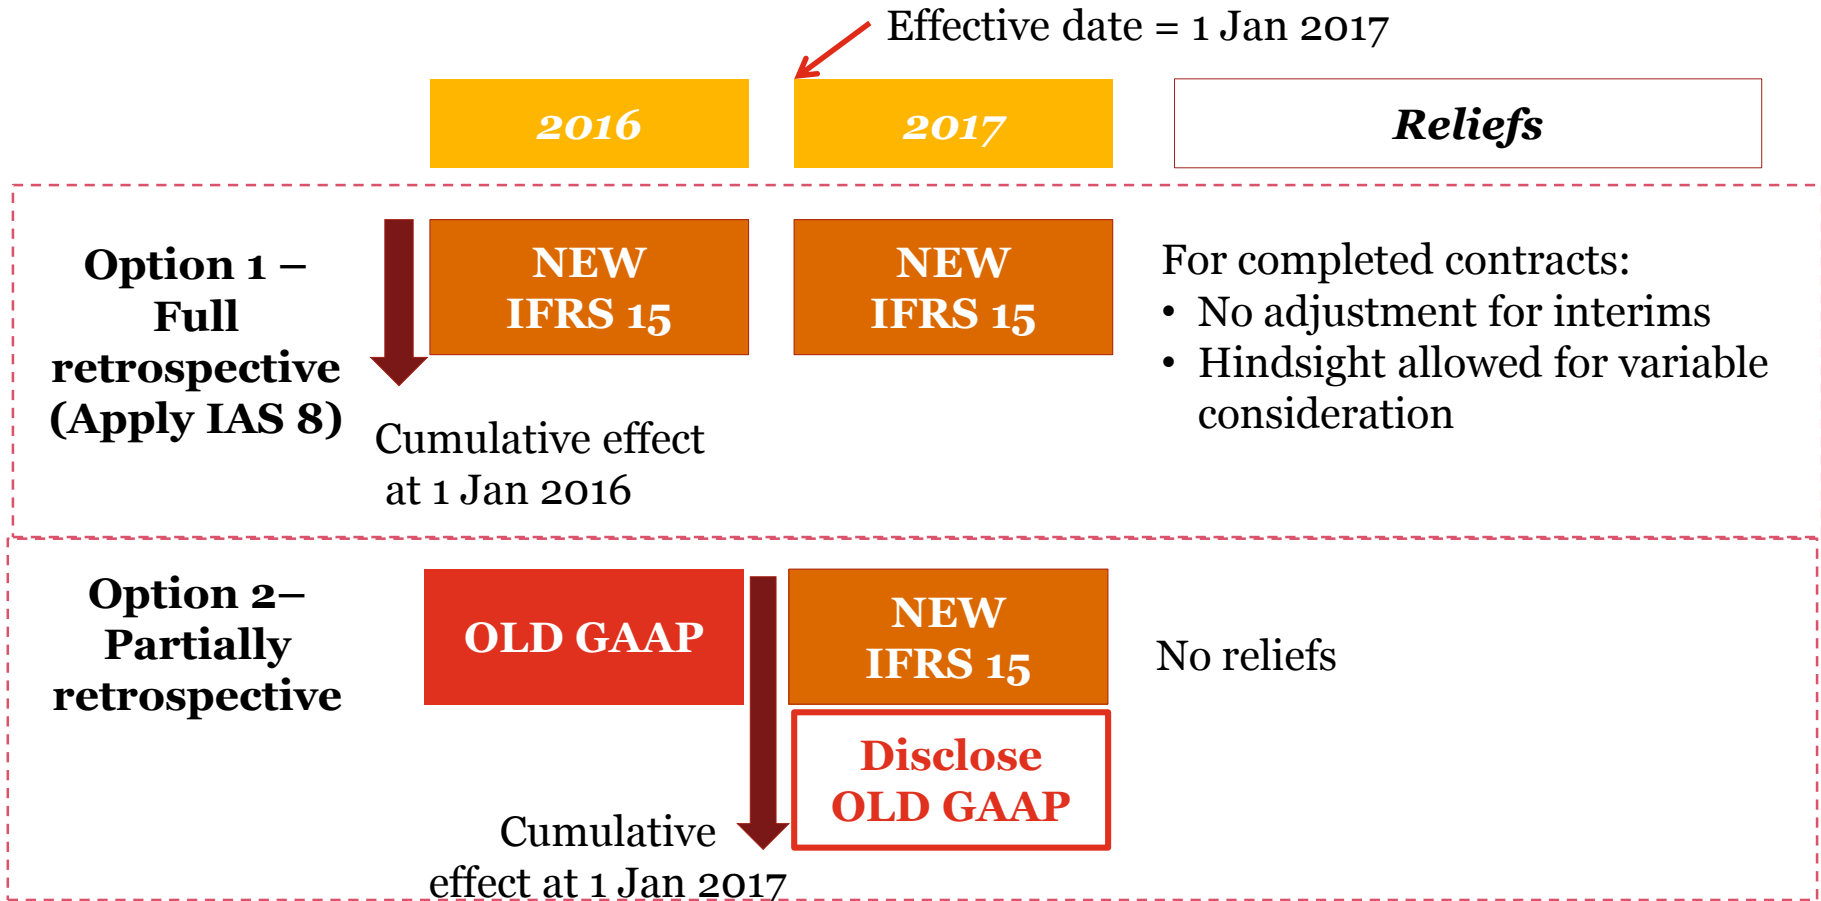 Effective date = 1 Jan 2017
2016
2017
Reliefs
Option 1 –
Full
retrospective
(Apply IAS 8)
NEW
IFRS 15
NEW
IFRS 15
Cumulative effect
at 1 Jan 2016
For completed contracts:
• No adjustment for interims
• Hindsight allowed for variable
consideration
Option 2–
Partially
retrospective
OLD GAAP
NEW
IFRS 15
Disclose
OLD GAAP
Cumulative
effect at 1 Jan 2017
No reliefs